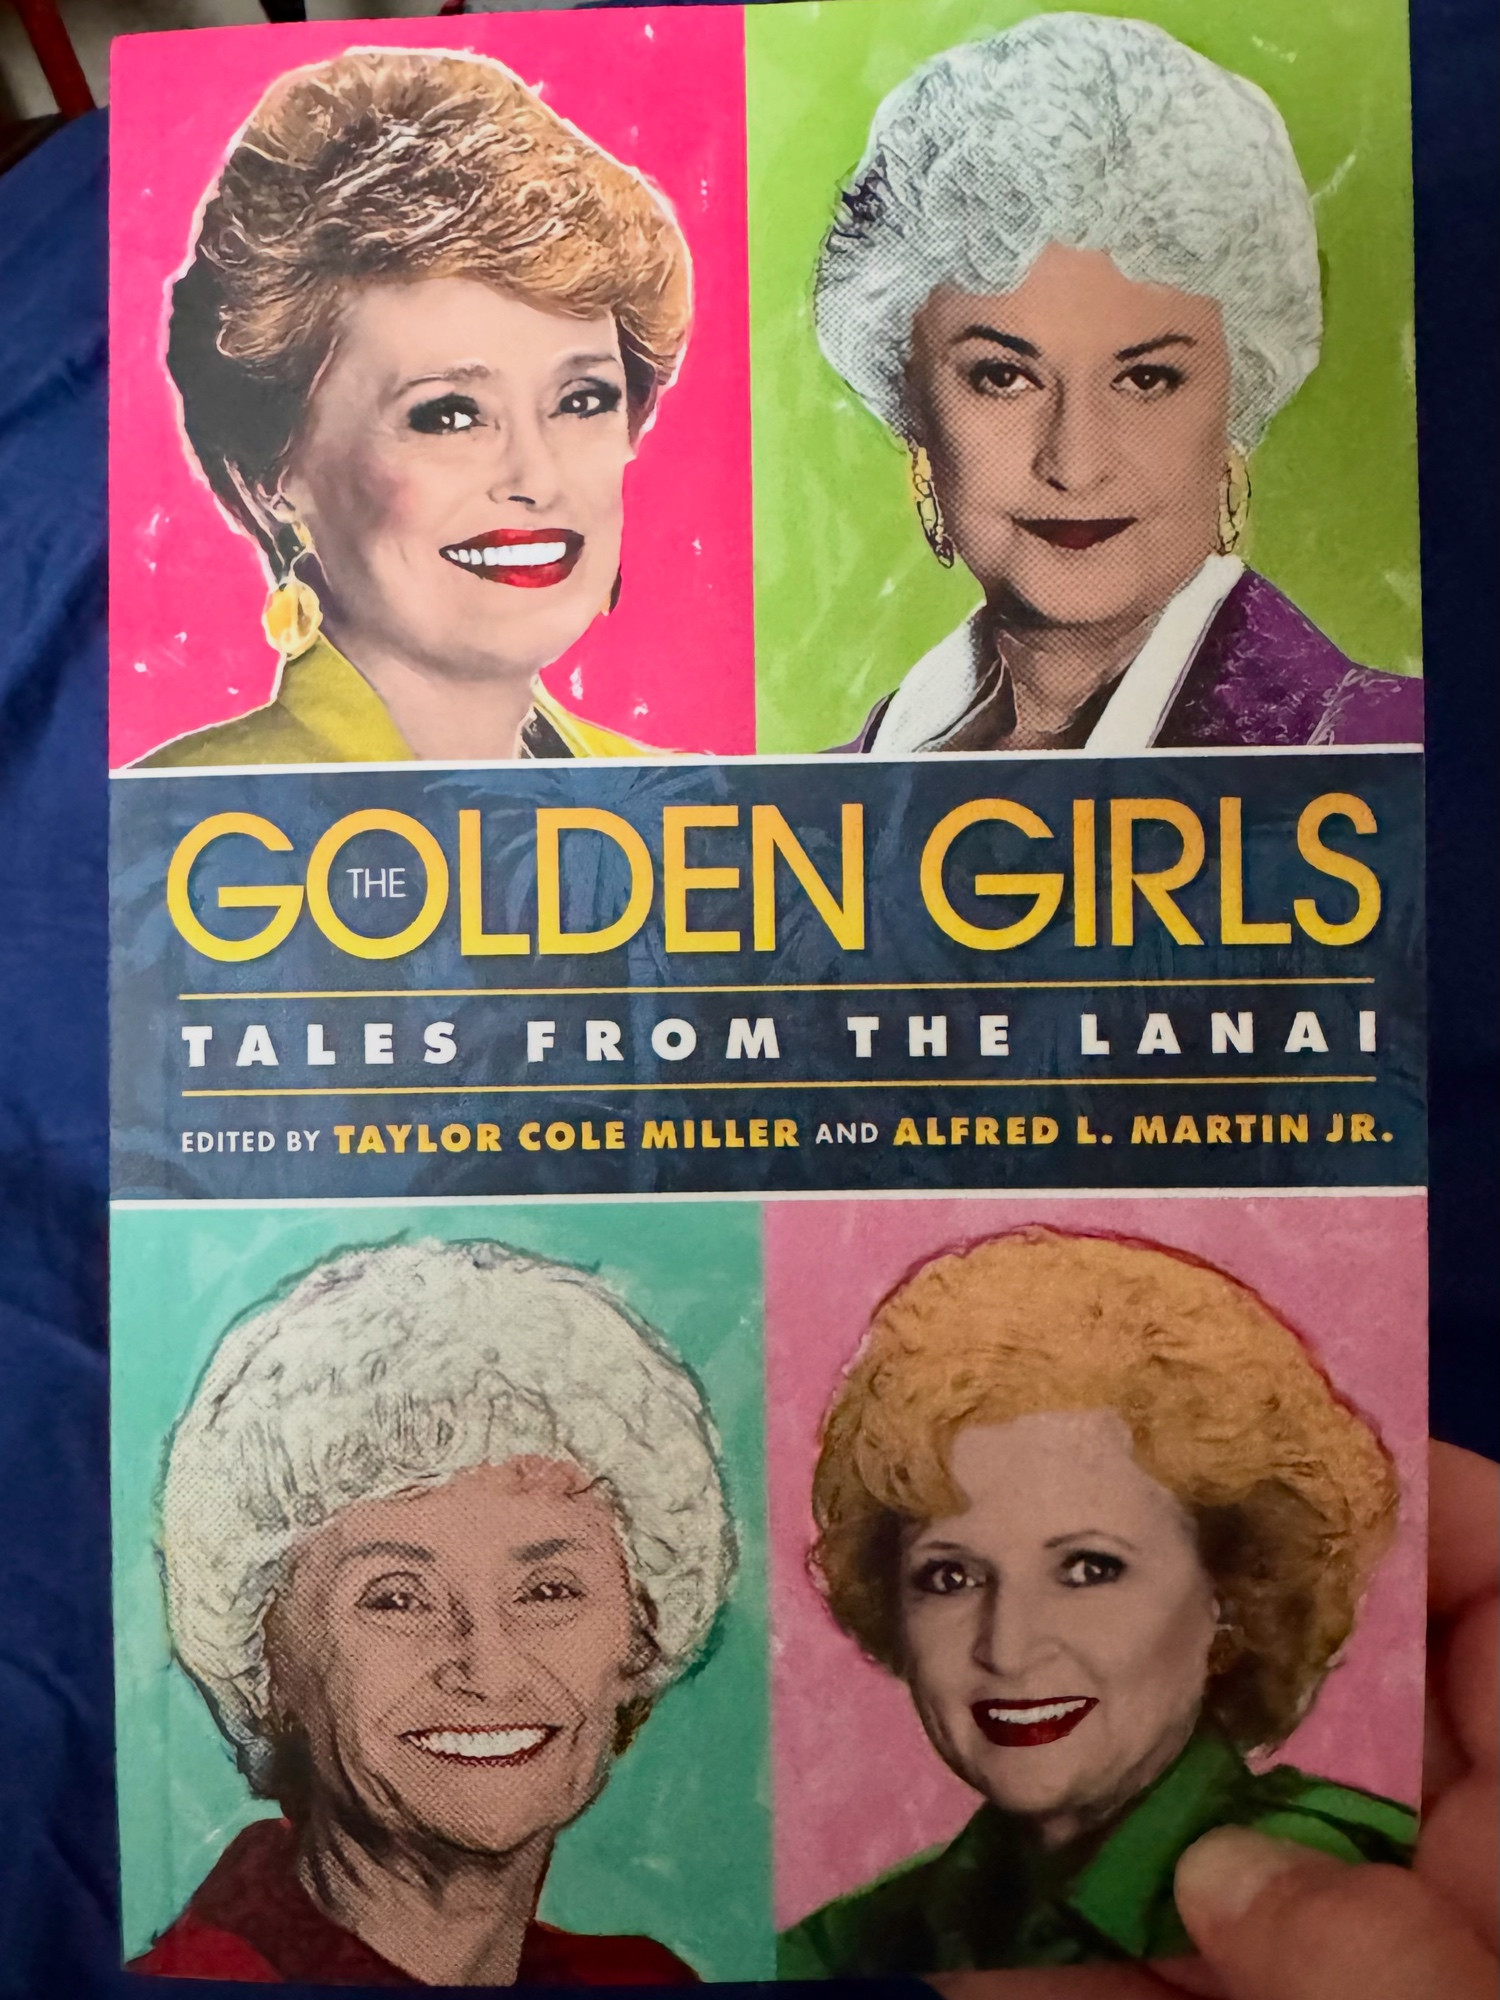 THE GOLDEN GIRLS
TALES FROM THE LANAI
EDITED BY TAYLOR COLE MILLER AND ALFRED L. MARTIN JR.